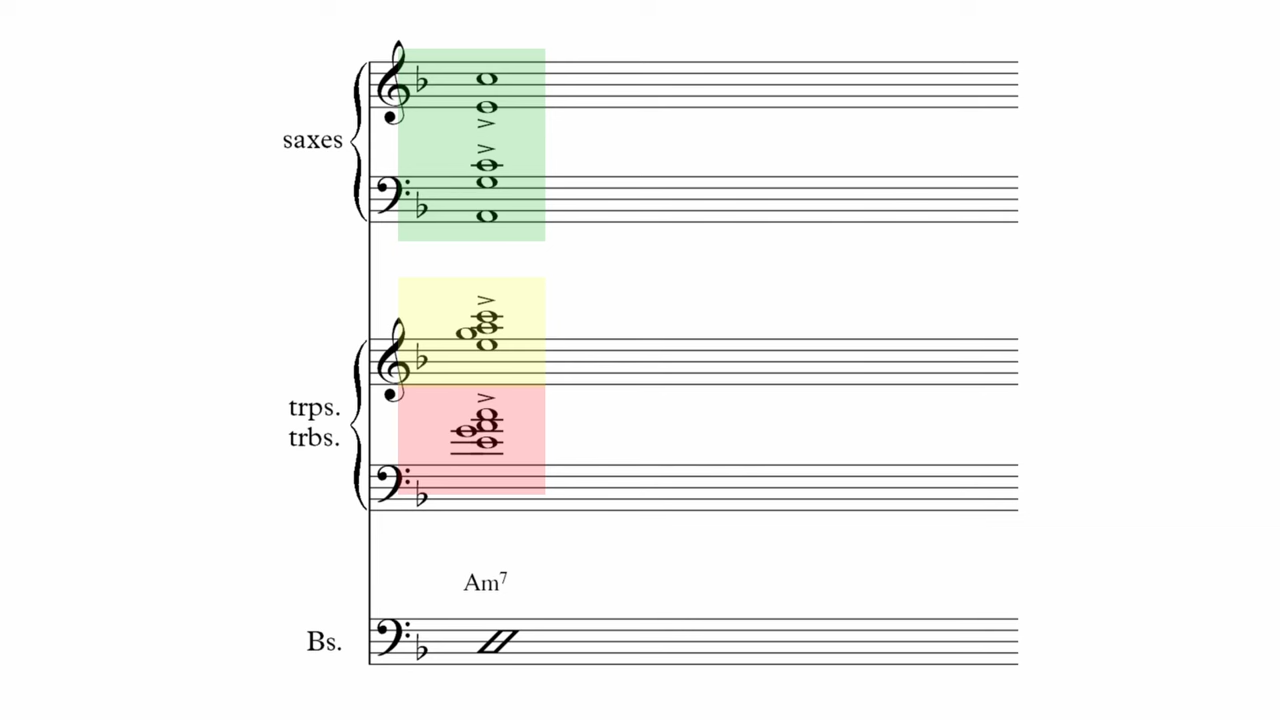 saxes
trps.
trbs.
Am⁷
Bs.